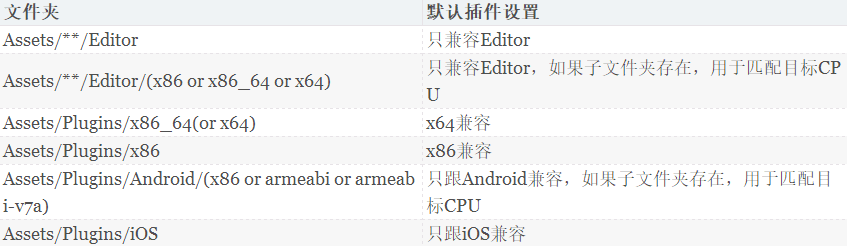 文件夹 默认插件设置
Assets/**/Editor 只兼容Editor
Assets/**/Editor/(x86 or x86_64 or x64) 只兼容Editor，如果子文件夹存在，用于匹配目标CP
U
Assets/Plugins/x86_64(or x64) x64兼容
Assets/Plugins/x86 x86兼容
Assets/Plugins/Android/(x86 or armeabi or armeab 只跟Android兼容，如果子文件夹存在，用于匹配目
i-v7a) 标CPU
Assets/Plugins/iOS 只跟iOS兼容